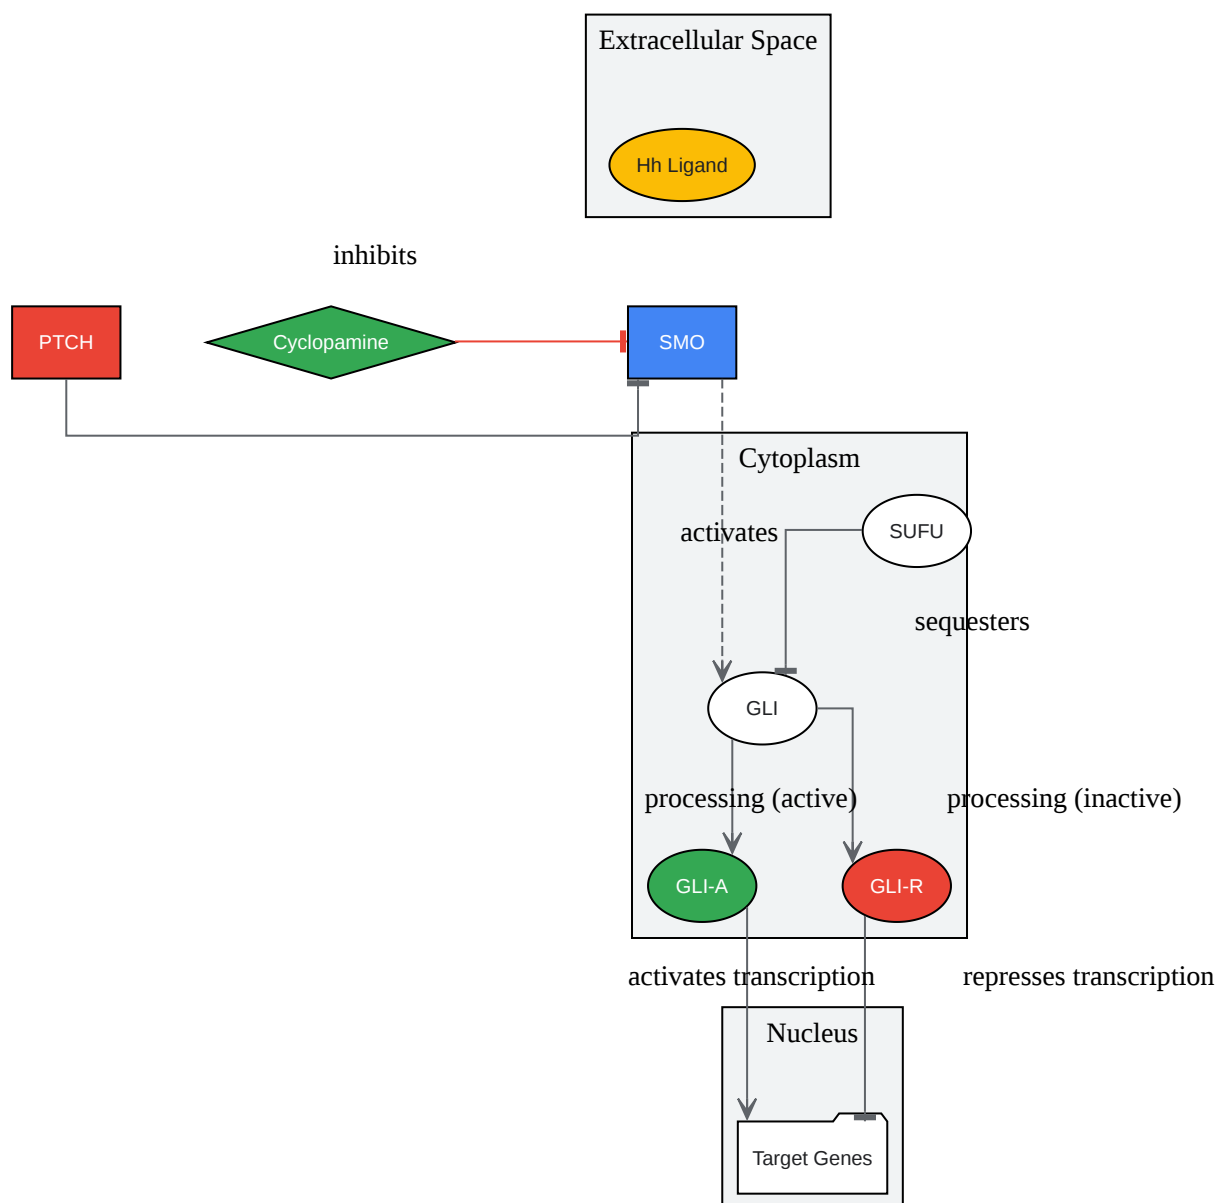 Extracellular Space
Hh Ligand
inhibits
PTCH
Cyclopamine
SMO
Cytoplasm
activates
SUFU
sequesters
GLI
processing (active)
processing (inactive)
GLI-A
GLI-R
activates transcription
represses transcription
Nucleus
Target Genes